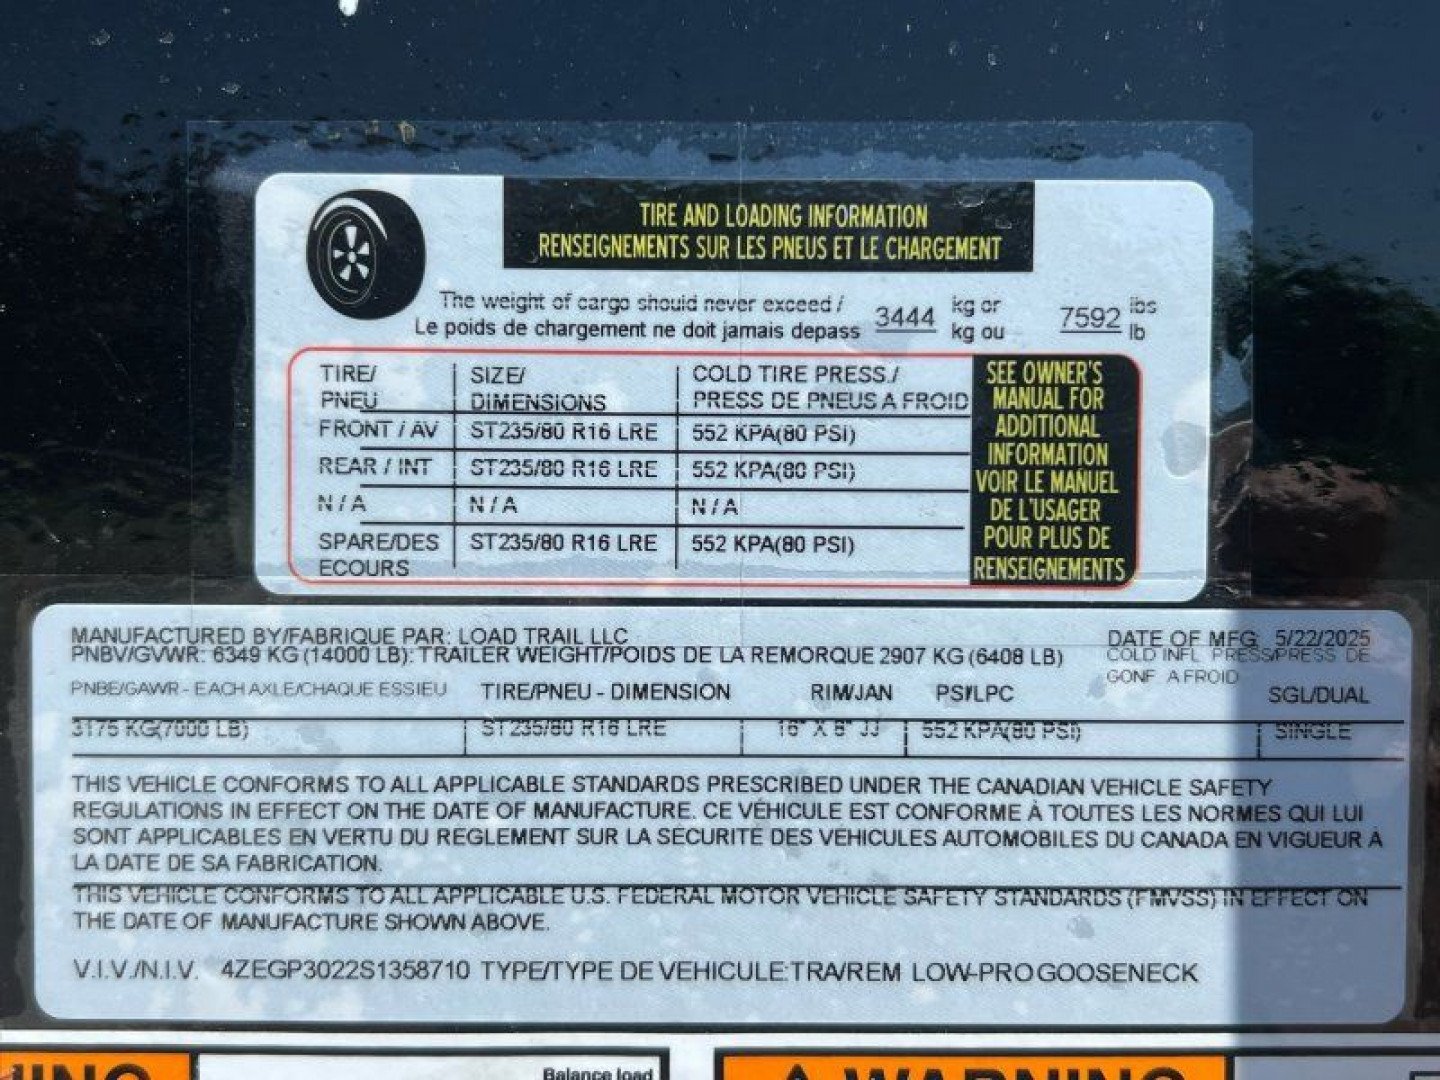 TIRE AND LOADING INFORMATION
RENSEIGNEMENTS SUR LES PNEUS ET LE CHARGEMENT
The weight of cargo should never exceed / 3444 kg or 7592 lbs
Le poids de chargement ne doit jamais depass kg ou lb
TIRE/ SIZE/ COLD TIRE PRESS./
PNEU DIMENSIONS PRESS DE PNEUS A FROID
FRONT / AV ST235/80 R16 LRE 552 KPA(80 PSI)
REAR / INT ST235/80 R16 LRE 552 KPA(80 PSI)
N / A N / A N / A
SPARE/DES ST235/80 R16 LRE 552 KPA(80 PSI)
ECOURS
SEE OWNER'S
MANUAL FOR
ADDITIONAL
INFORMATION
VOIR LE MANUEL
DE L'USAGER
POUR PLUS DE
RENSEIGNEMENTS
MANUFACTURED BY/FABRIQUE PAR: LOAD TRAIL LLC DATE OF MFG: 5/22/2025
PNBV/GVWR: 6349 KG (14000 LB): TRAILER WEIGHT/POIDS DE LA REMORQUE 2907 KG (6408 LB) COLD INFL PRESS/PRESS DE
GONF A FROID
PNBE/GAWR - EACH AXLE/CHAQUE ESSIEU TIRE/PNEU - DIMENSION RIM/JAN PSI/LPC SGL/DUAL
3175 KG(7000 LB) ST235/80 R16 LRE 16" X 6" JJ 552 KPA(80 PSI) SINGLE
THIS VEHICLE CONFORMS TO ALL APPLICABLE STANDARDS PRESCRIBED UNDER THE CANADIAN VEHICLE SAFETY
REGULATIONS IN EFFECT ON THE DATE OF MANUFACTURE. CE VÉHICULE EST CONFORME À TOUTES LES NORMES QUI LUI
SONT APPLICABLES EN VERTU DU REGLEMENT SUR LA SECURITÉ DES VÉHICULES AUTOMOBILES DU CANADA EN VIGUEUR A
LA DATE DE SA FABRICATION.
THIS VEHICLE CONFORMS TO ALL APPLICABLE U.S. FEDERAL MOTOR VEHICLE SAFETY STANDARDS (FMVSS) IN EFFECT ON
THE DATE OF MANUFACTURE SHOWN ABOVE.
V.I.V./N.I.V. 4ZEGP3022S1358710 TYPE/TYPE DE VEHICULE:TRA/REM LOW-PRO GOOSENECK
Balance load
WARNING